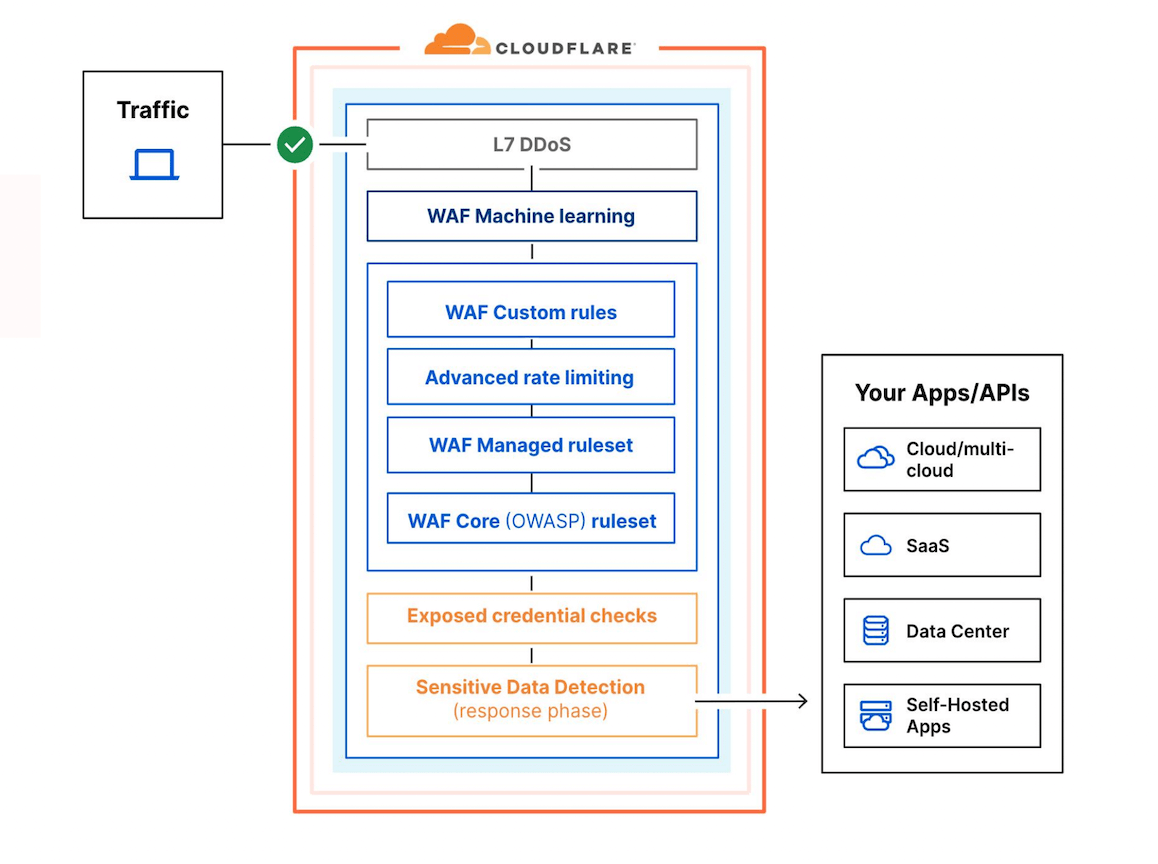 CLOUDFLARE
Traffic
L7 DDoS
WAF Machine learning
WAF Custom rules
Advanced rate limiting
WAF Managed ruleset
WAF Core (OWASP) ruleset
Exposed credential checks
Sensitive Data Detection
(response phase)
Your Apps/APIs
Cloud/multi-
cloud
SaaS
Data Center
Self-Hosted
Apps